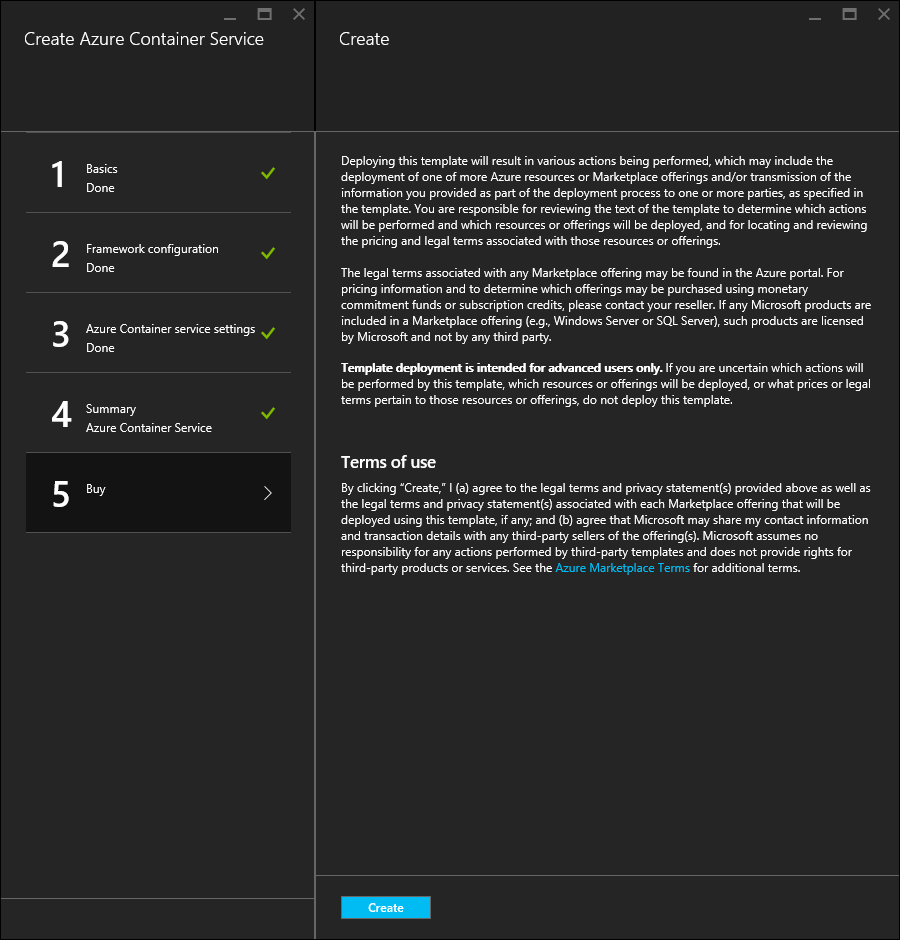 Create Azure Container Service
1
Basics
Done
2
Framework configuration
Done
3
Azure Container service settings
Done
4
Summary
Azure Container Service
5
Buy
Create
Deploying this template will result in various actions being performed, which may include the
deployment of one of more Azure resources or Marketplace offerings and/or transmission of the
information you provided as part of the deployment process to one or more parties, as specified in
the template. You are responsible for reviewing the text of the template to determine which actions
will be performed and which resources or offerings will be deployed, and for locating and reviewing
the pricing and legal terms associated with those resources or offerings.
The legal terms associated with any Marketplace offering may be found in the Azure portal. For
pricing information and to determine which offerings may be purchased using monetary
commitment funds or subscription credits, please contact your reseller. If any Microsoft products are
included in a Marketplace offering (e.g., Windows Server or SQL Server), such products are licensed
by Microsoft and not by any third party.
Template deployment is intended for advanced users only. If you are uncertain which actions will
be performed by this template, which resources or offerings will be deployed, or what prices or legal
terms pertain to those resources or offerings, do not deploy this template.
Terms of use
By clicking “Create,” I (a) agree to the legal terms and privacy statement(s) provided above as well as
the legal terms and privacy statement(s) associated with each Marketplace offering that will be
deployed using this template, if any; and (b) agree that Microsoft may share my contact information
and transaction details with any third-party sellers of the offering(s). Microsoft assumes no
responsibility for any actions performed by third-party templates and does not provide rights for
third-party products or services. See the Azure Marketplace Terms for additional terms.
Create